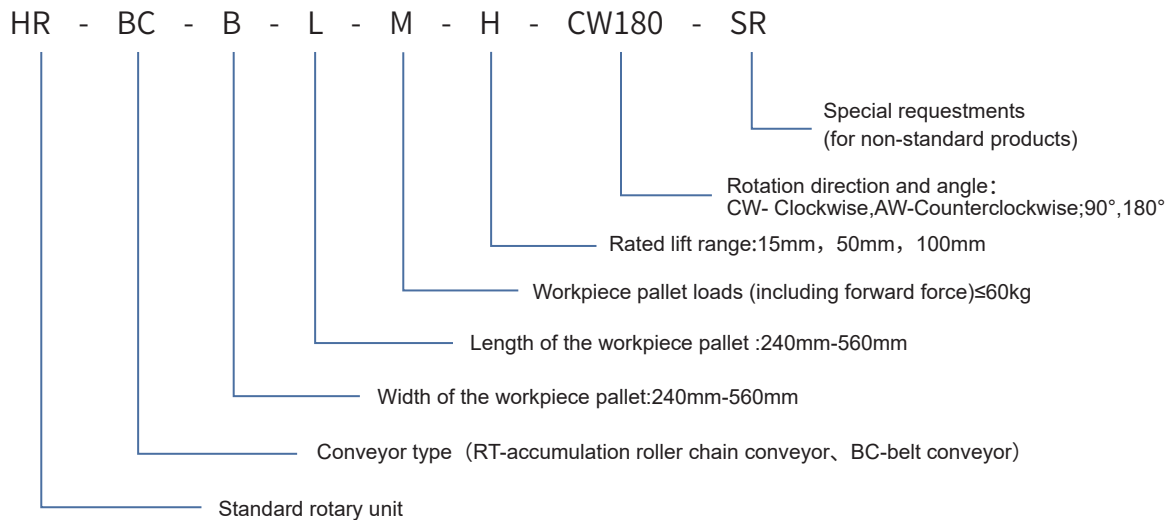 HR - BC - B - L - M - H - CW180 - SR
Special requestments
(for non-standard products)
Rotation direction and angle：
CW- Clockwise,AW-Counterclockwise;90°,180°
Rated lift range:15mm，50mm，100mm
Workpiece pallet loads (including forward force)≤60kg
Length of the workpiece pallet :240mm-560mm
Width of the workpiece pallet:240mm-560mm
Conveyor type（RT-accumulation roller chain conveyor、BC-belt conveyor）
Standard rotary unit